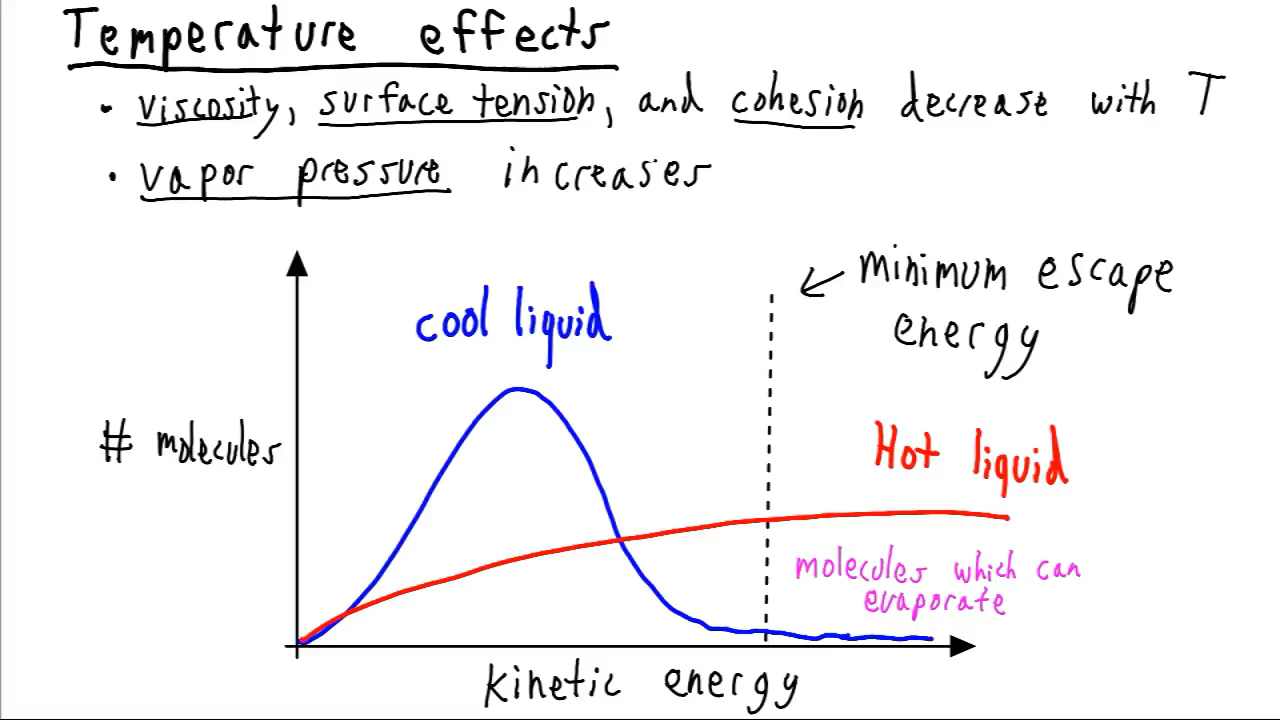 Temperature effects
• viscosity, surface tension, and cohesion decrease with T
• vapor pressure increases
minimum escape
energy
cool liquid
# molecules
Hot liquid
molecules which can
evaporate
kinetic energy